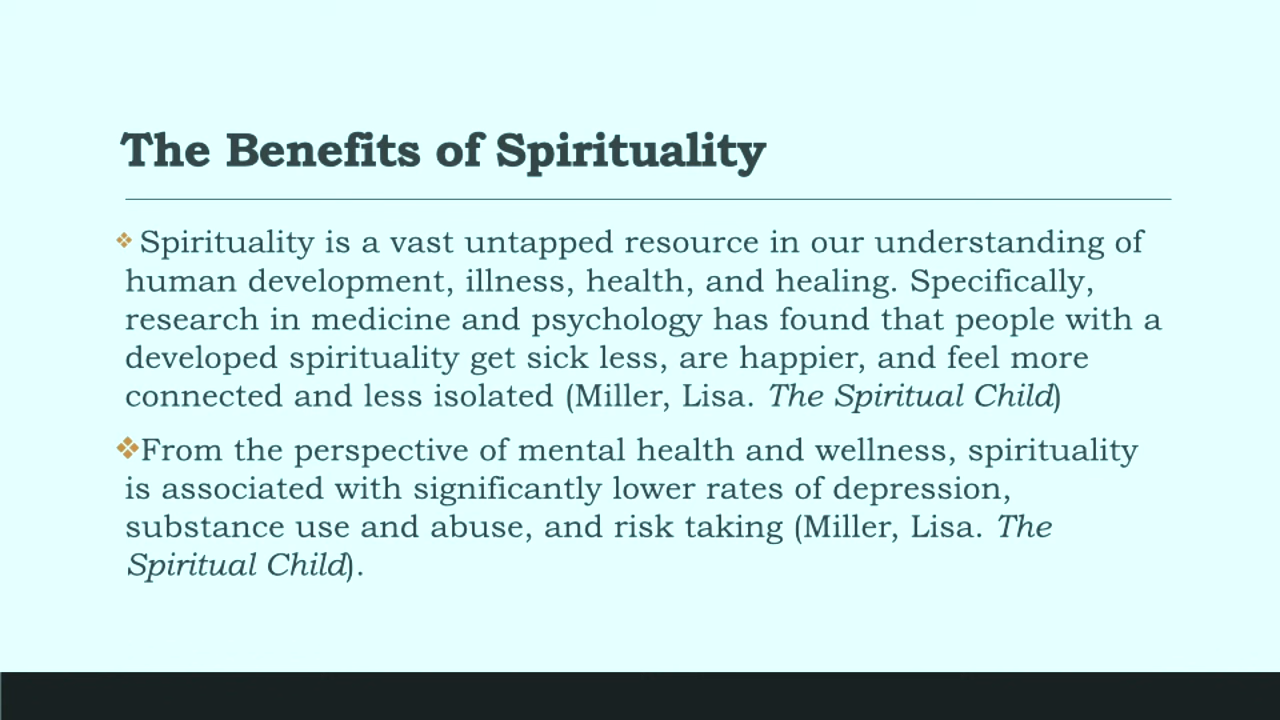 The Benefits of Spirituality
❖ Spirituality is a vast untapped resource in our understanding of
human development, illness, health, and healing. Specifically,
research in medicine and psychology has found that people with a
developed spirituality get sick less, are happier, and feel more
connected and less isolated (Miller, Lisa. The Spiritual Child)
❖From the perspective of mental health and wellness, spirituality
is associated with significantly lower rates of depression,
substance use and abuse, and risk taking (Miller, Lisa. The
Spiritual Child).